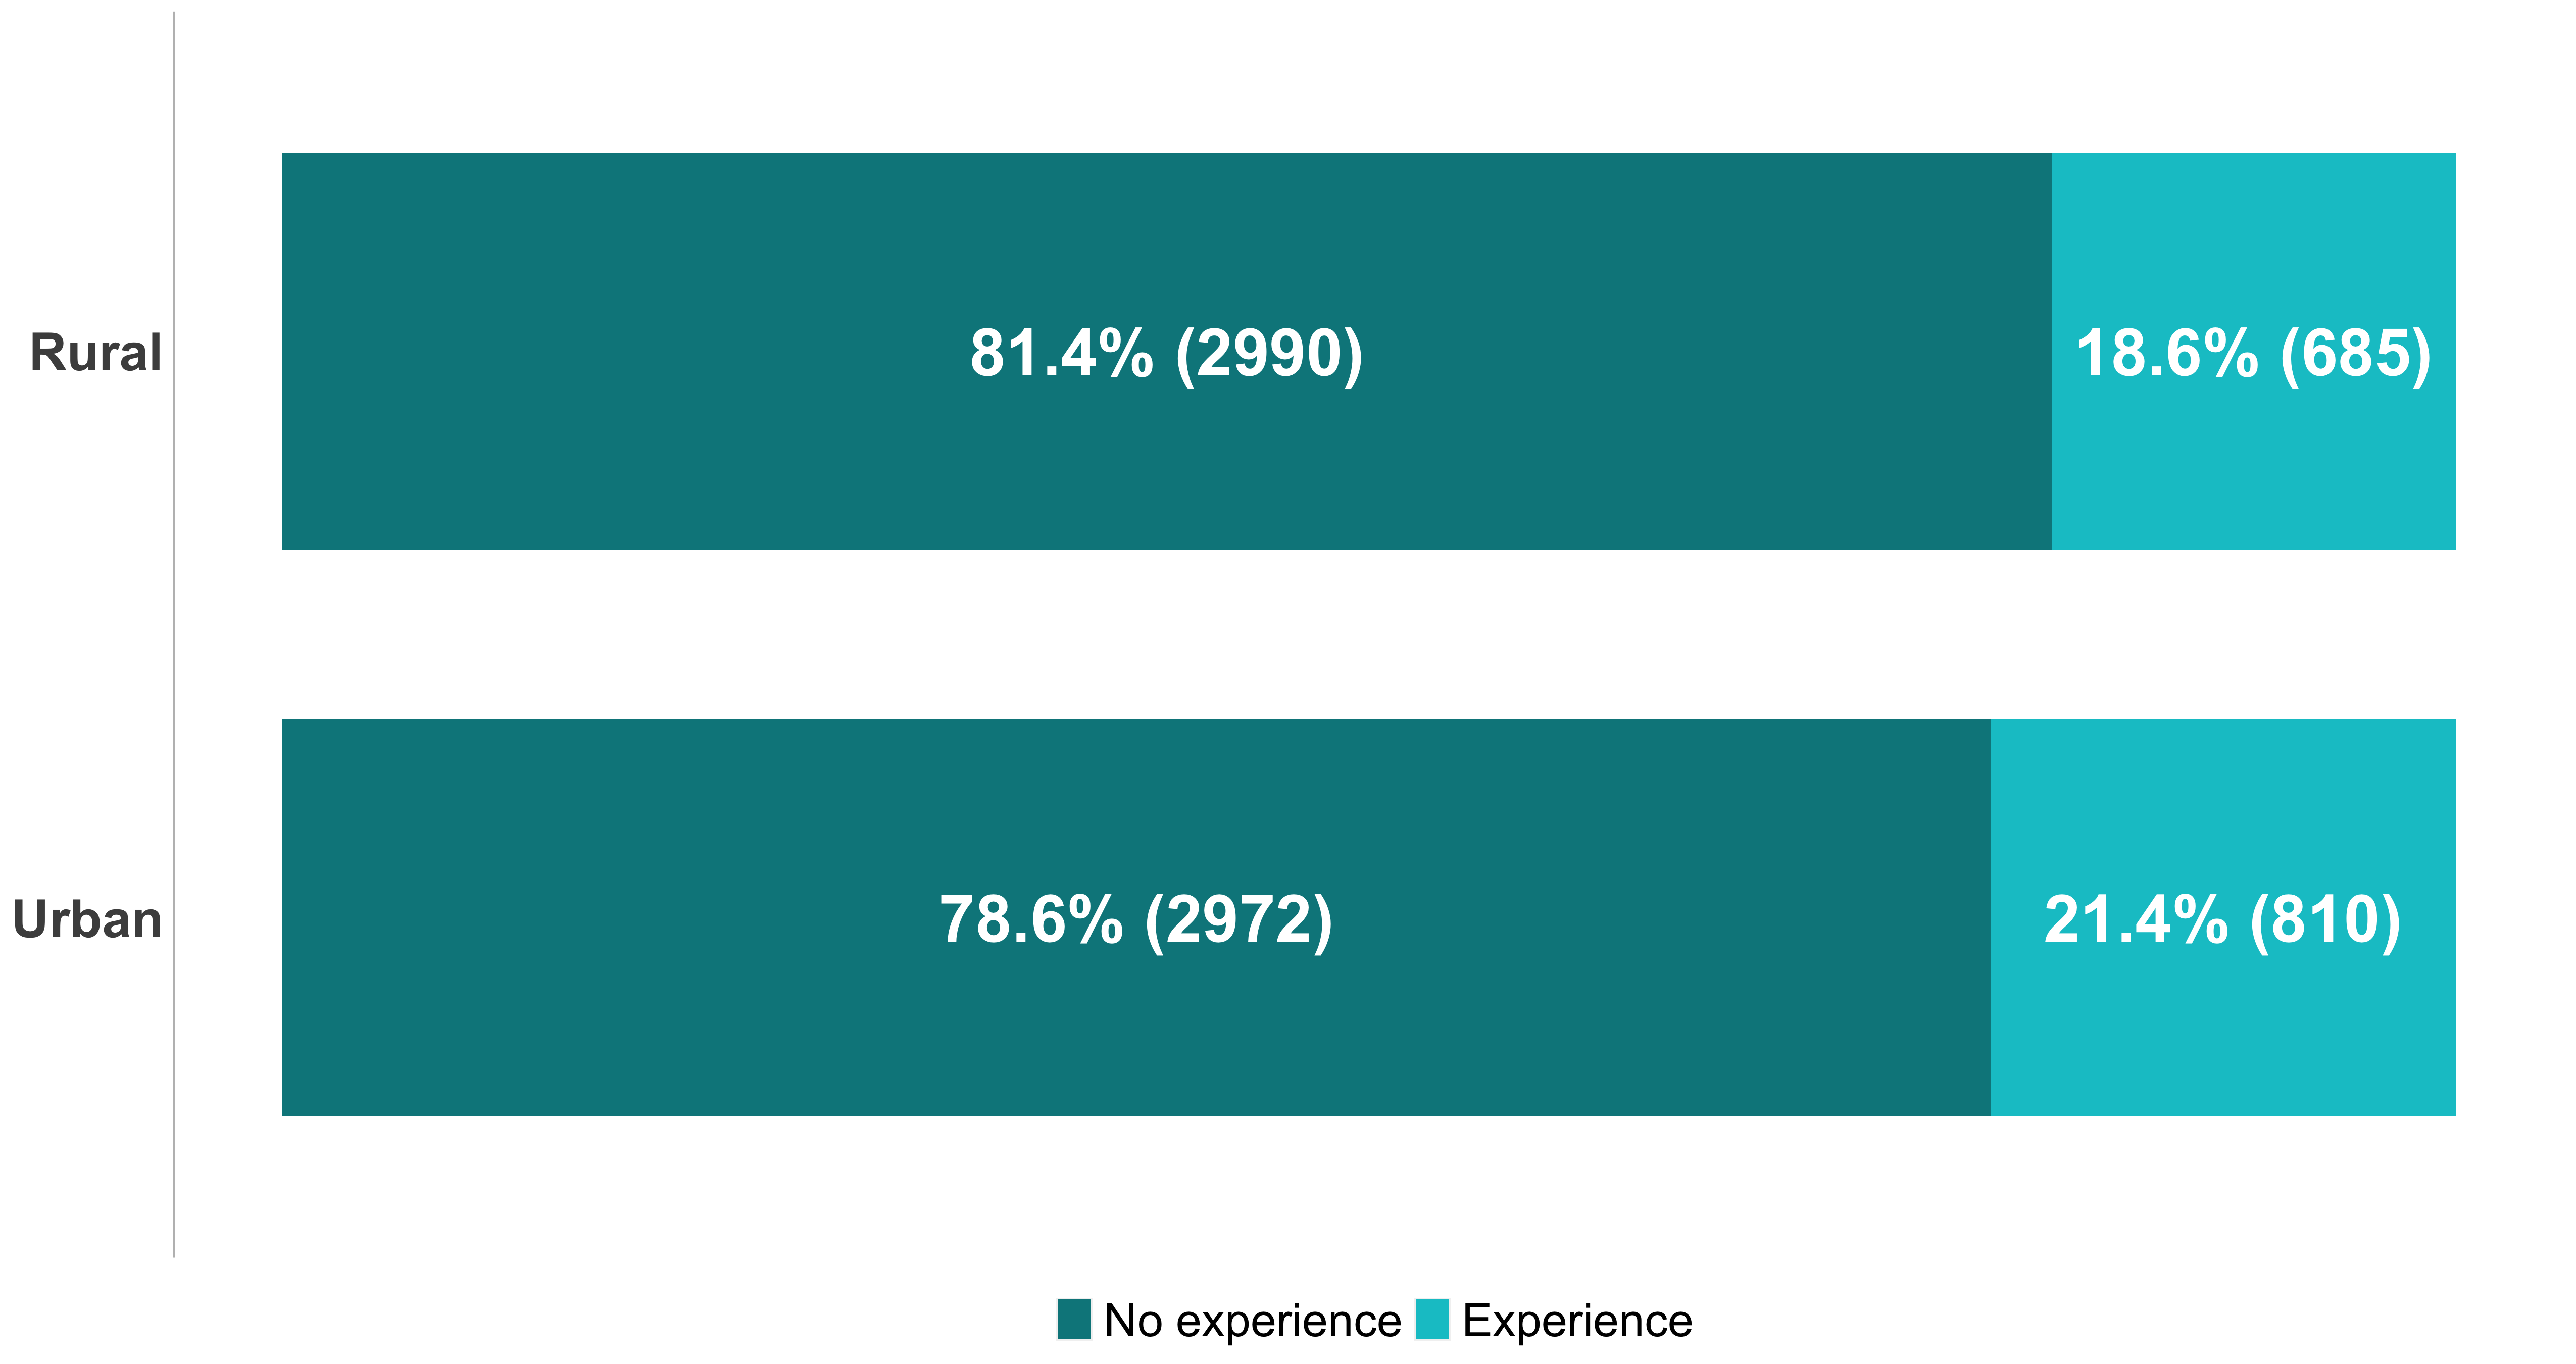 Rural
81.4% (2990)
18.6% (685)
Urban
78.6% (2972)
21.4% (810)
No experience
Experience